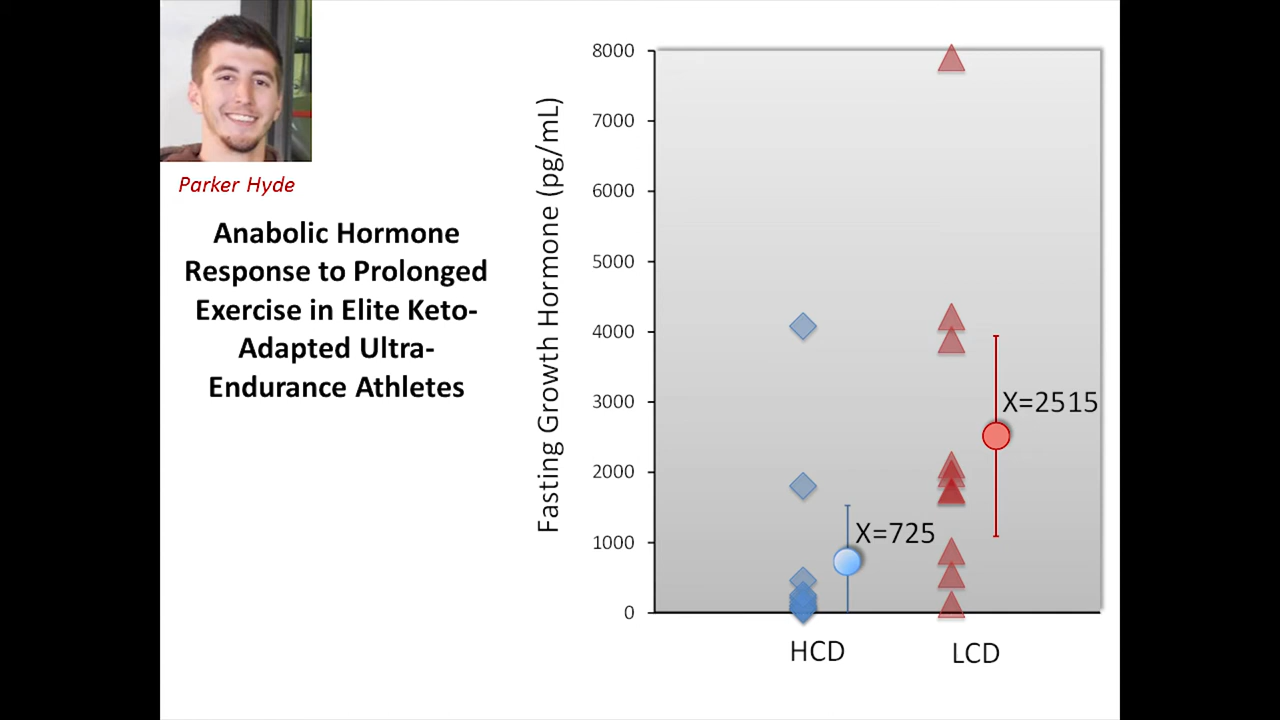 Parker Hyde
Anabolic Hormone
Response to Prolonged
Exercise in Elite Keto-
Adapted Ultra-
Endurance Athletes
Fasting Growth Hormone (pg/mL)
8000
7000
6000
5000
4000
3000
2000
1000
0
X=2515
X=725
HCD
LCD